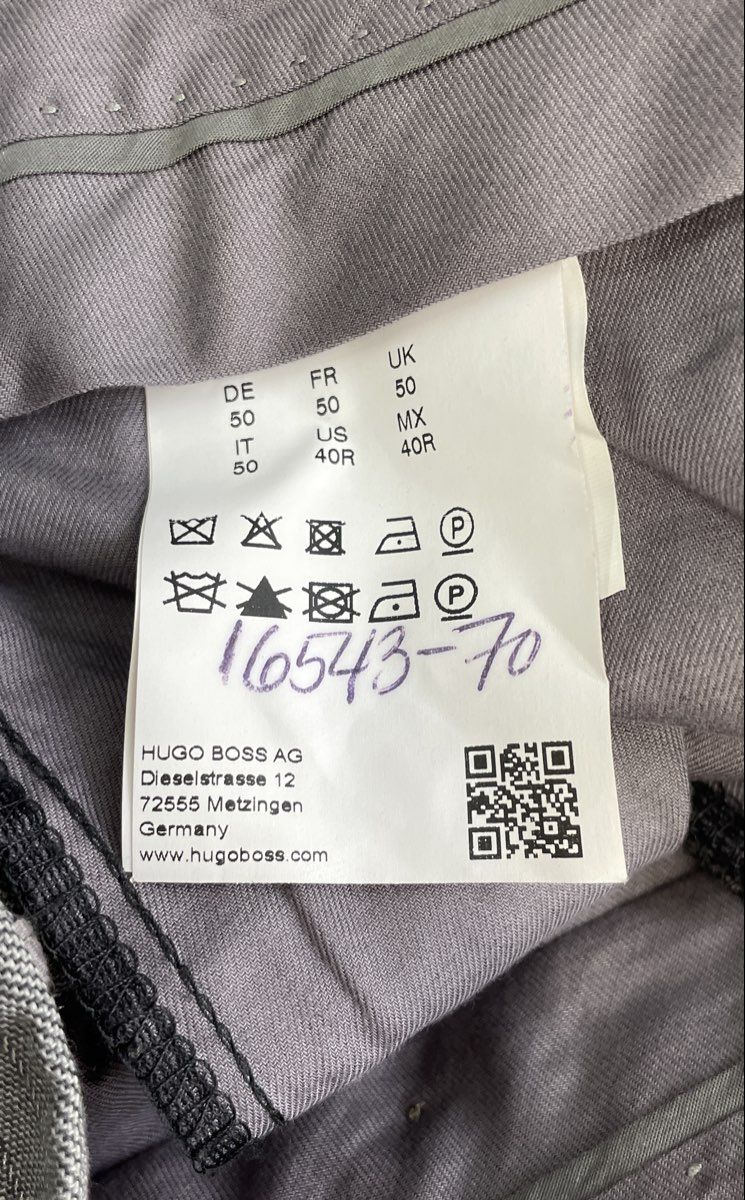 DE FR UK
50 50 50
IT US MX
50 40R 40R
P
P
16543-70
HUGO BOSS AG
Dieselstrasse 12
72555 Metzingen
Germany
www.hugoboss.com